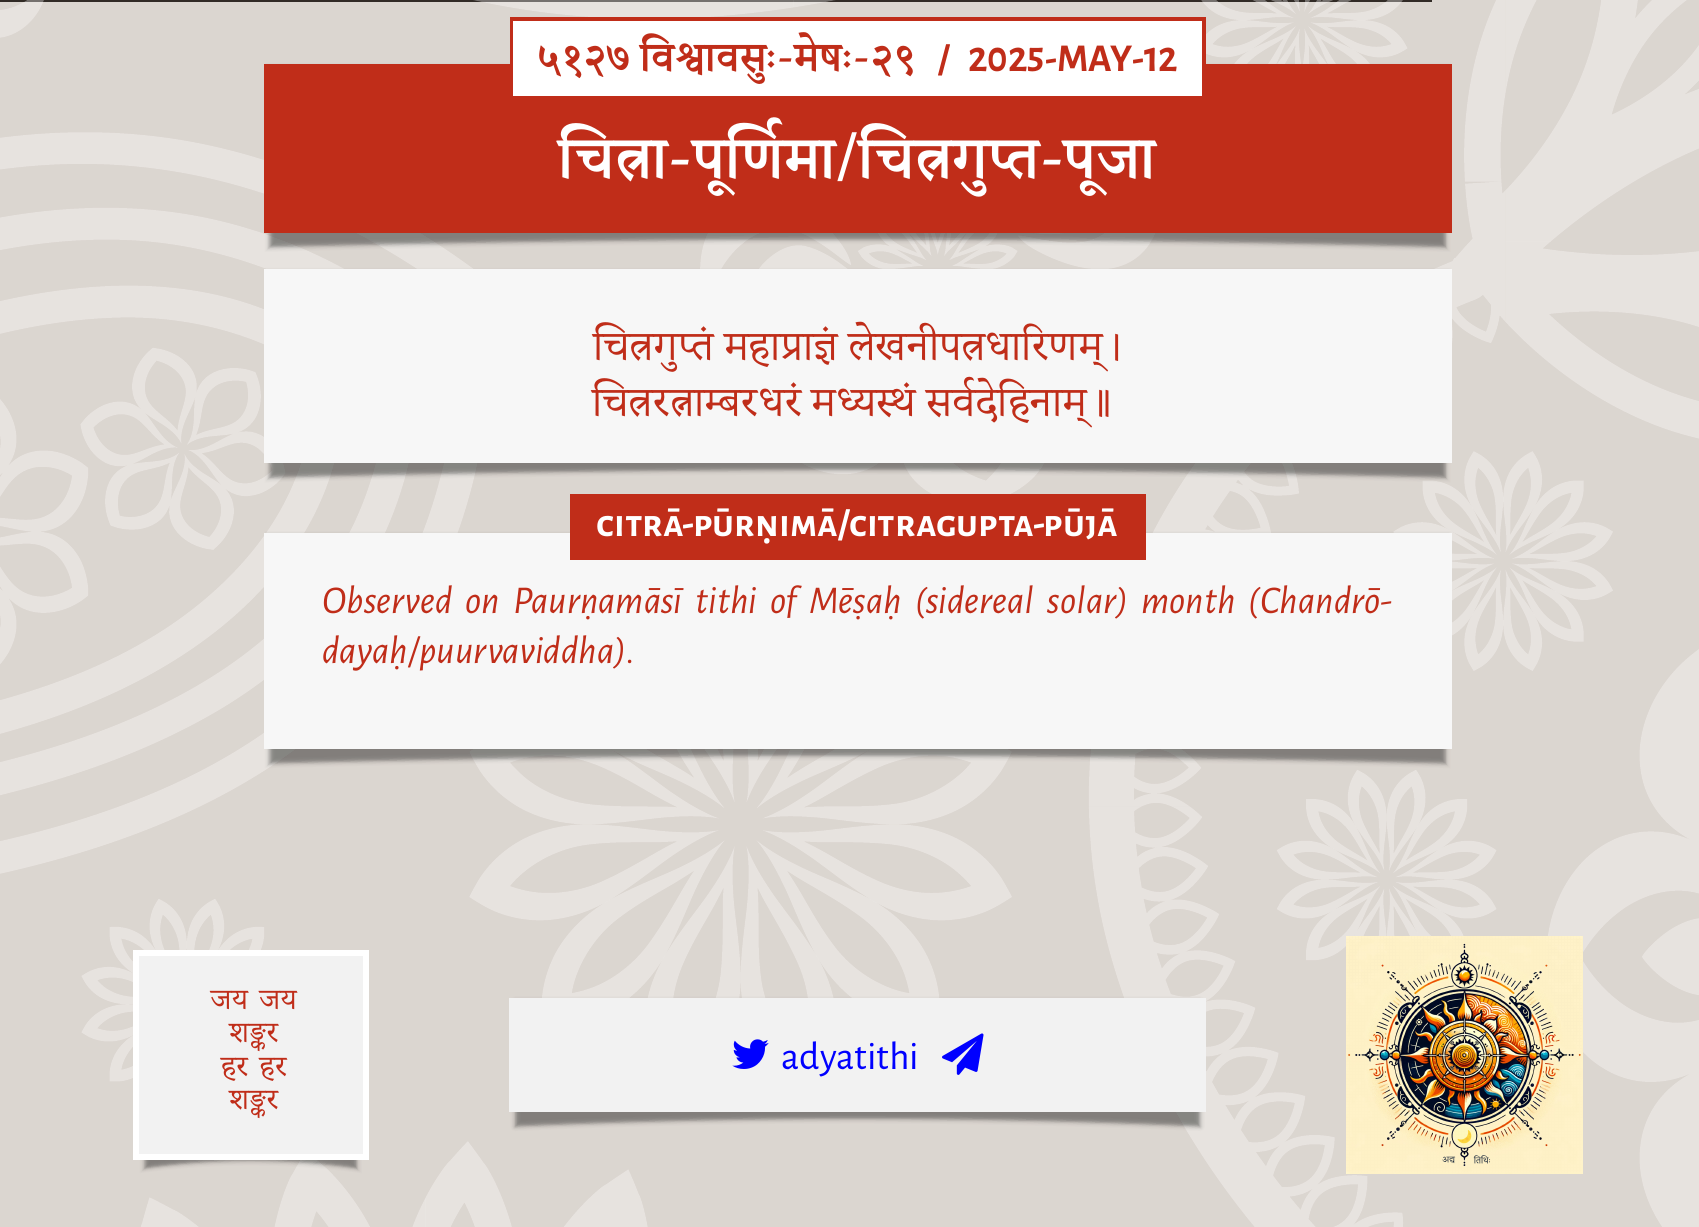 ५१२७ विश्वावसुः-मेषः-२९ / 2025-MAY-12
चित्रा-पूर्णिमा/चित्रगुप्त-पूजा
चित्रगुप्तं महाप्राज्ञं लेखनीपत्रधारिणम्।
चित्ररत्नाम्बरधरं मध्यस्थं सर्वदेहिनाम्॥
CITRĀ-PŪRṆIMĀ/CITRAGUPTA-PŪJĀ
Observed on Paurṇamāsī tithi of Mēṣaḥ (sidereal solar) month (Chandrō-
dayaḥ/puurvaviddha).
जय जय
शङ्कर
हर हर
शङ्कर
adyatithi
अद्य तिथिः